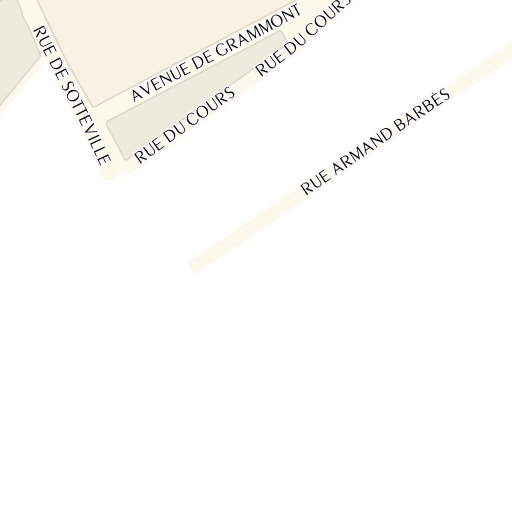 RUE DE SOTTEVILLE
AVENUE DE GRAMMONT
RUE DU COURS
RUE DU COURS
RUE ARMAND BARBÈS